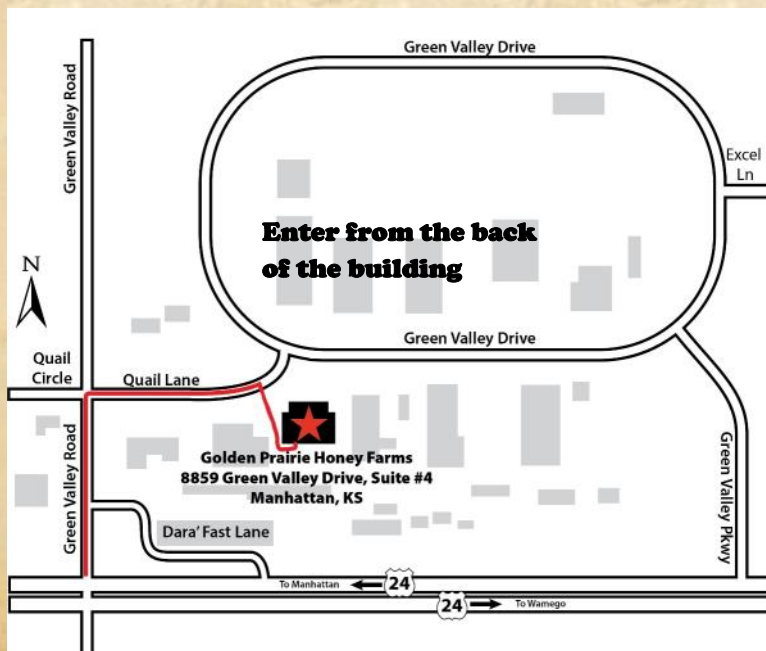 Green Valley Drive
Green Valley Road
Excel
Ln
Enter from the back
of the building
N
Green Valley Drive
Quail
Circle
Quail Lane
Golden Prairie Honey Farms
8859 Green Valley Drive, Suite #4
Manhattan, KS
Green Valley Road
Green Valley Pkwy
Dara' Fast Lane
To Manhattan
24
24
To Wamego